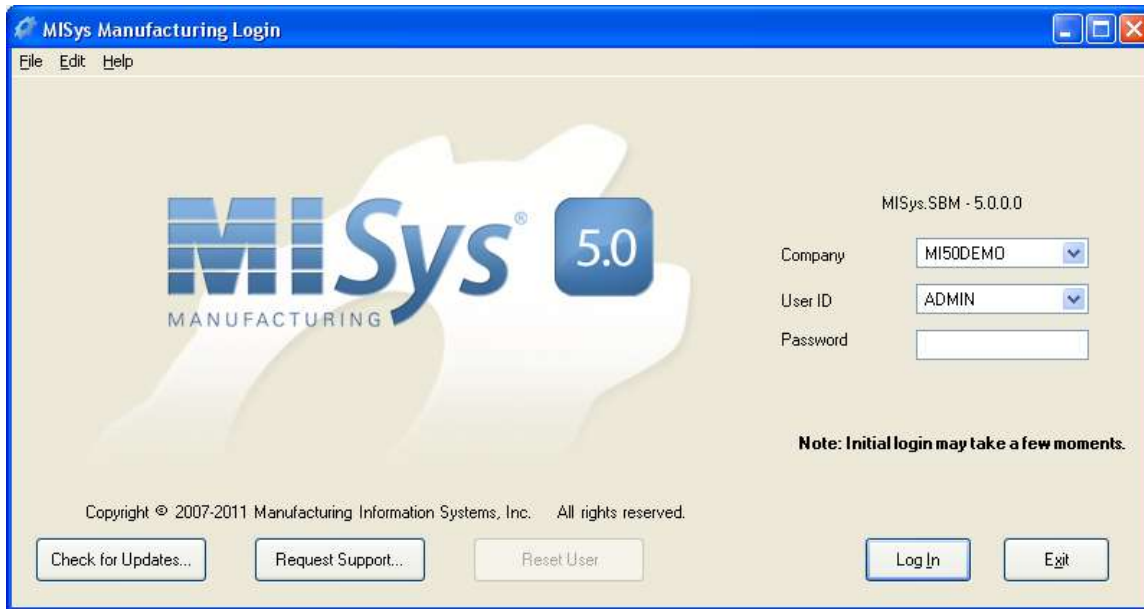 MISys Manufacturing Login
File Edit Help
MISys® 5.0
MANUFACTURING
MISys.SBM - 5.0.0.0
Company MI50DEMO
User ID ADMIN
Password
Note: Initial login may take a few moments.
Copyright © 2007-2011 Manufacturing Information Systems, Inc. All rights reserved.
Check for Updates... Request Support... Reset User Log In Exit